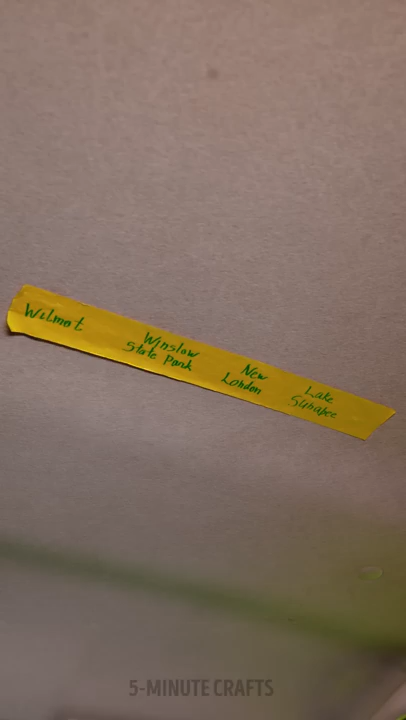 Wilmot
Winslow
State Park
New
London
Lake
Sunapee
5-MINUTE CRAFTS